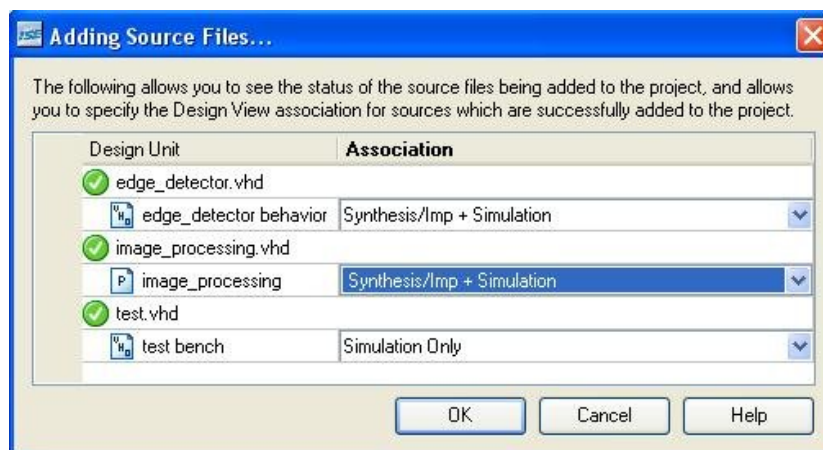 ISE Adding Source Files...
The following allows you to see the status of the source files being added to the project, and allows
you to specify the Design View association for sources which are successfully added to the project.
Design Unit Association
edge_detector.vhd
VHD edge_detector behavior Synthesis/Imp + Simulation
image_processing.vhd
P image_processing Synthesis/Imp + Simulation
test.vhd
VHD test bench Simulation Only
OK Cancel Help